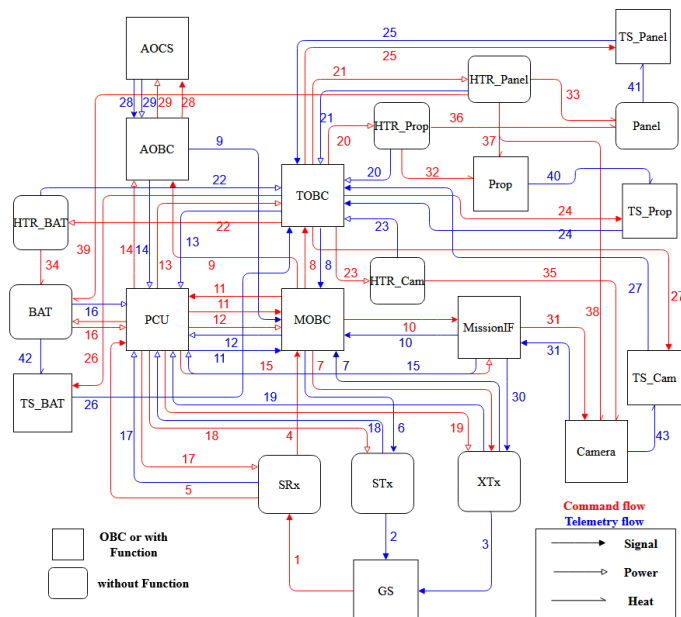 25
TS_Panel
AOCS
25
21
HTR_Panel
33
41
28
29
29
28
9
21
HTR_Prop
36
Panel
AOBC
20
37
22
20
32
Prop
40
TOBC
TS_Prop
HTR_BAT
22
23
24
24
39
14
14
13
13
9
8
8
23
HTR_Cam
35
34
27
27
BAT
16
PCU
11
11
MOBC
10
MissionIF
31
38
16
12
12
10
31
42
26
11
15
7
7
15
30
TS_BAT
26
19
TS_Cam
17
18
4
18
6
19
43
17
SRx
STx
XTx
Camera
5
Command flow
Telemetry flow
OBC or with
Function
2
3
Signal
1
Power
without Function
GS
Heat